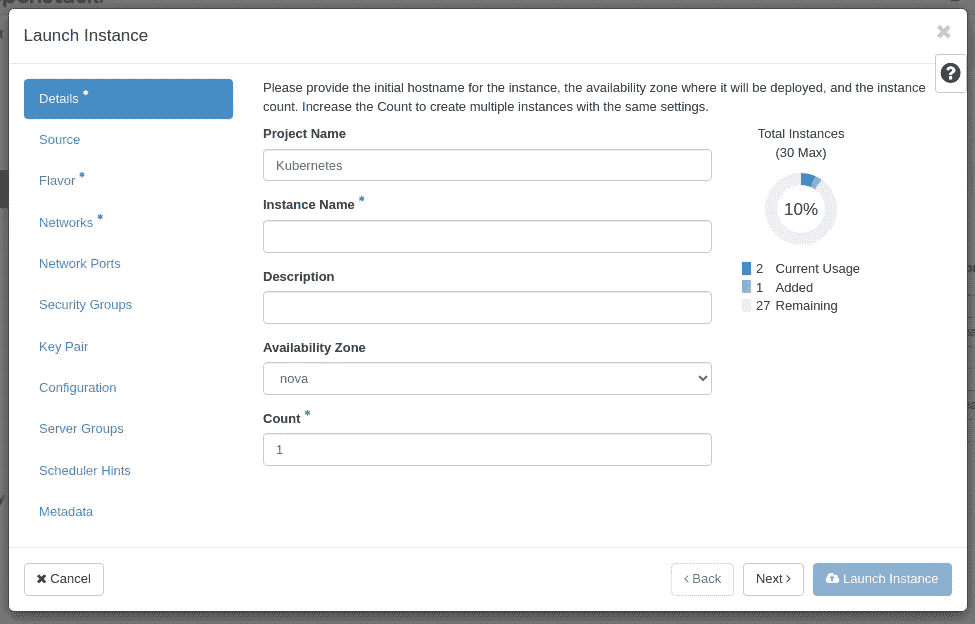 Launch Instance
Details *
Source
Flavor *
Networks *
Network Ports
Security Groups
Key Pair
Configuration
Server Groups
Scheduler Hints
Metadata
Please provide the initial hostname for the instance, the availability zone where it will be deployed, and the instance
count. Increase the Count to create multiple instances with the same settings.
Project Name
Kubernetes
Instance Name *
Description
Availability Zone
nova
Count *
1
Total Instances
(30 Max)
10%
2 Current Usage
1 Added
27 Remaining
Cancel
Back
Next
Launch Instance